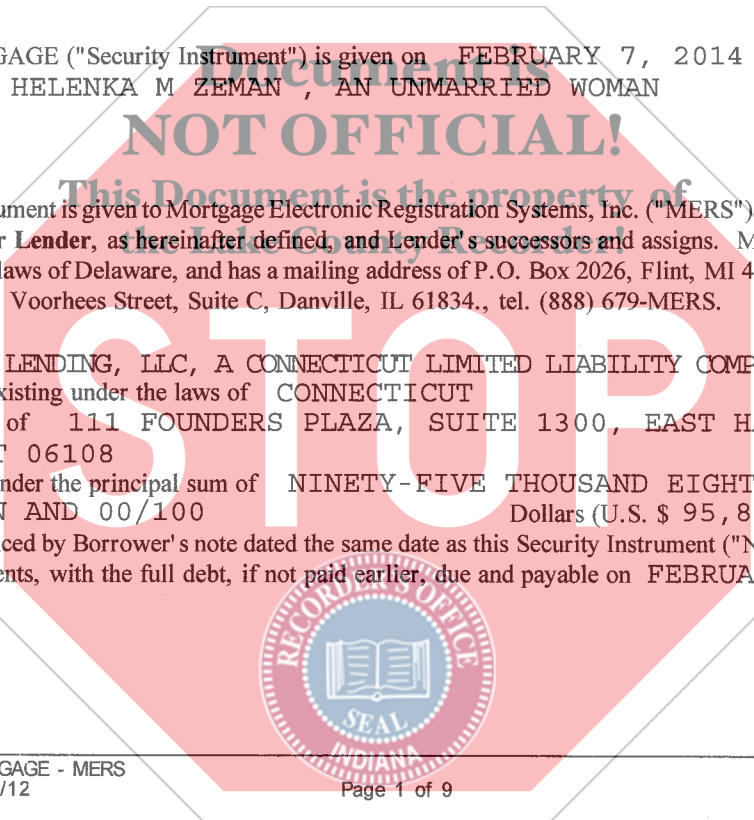 GAGE ("Security Instrument") is given on FEBRUARY 7, 2014
Document is
HELENKA M ZEMAN , AN UNMARRIED WOMAN
NOT OFFICIAL!
This Document is the property of
ument is given to Mortgage Electronic Registration Systems, Inc. ("MERS")
the Lake County Recorder!
r Lender, as hereinafter defined, and Lender's successors and assigns. M
laws of Delaware, and has a mailing address of P.O. Box 2026, Flint, MI 4
Voorhees Street, Suite C, Danville, IL 61834., tel. (888) 679-MERS.
STOP
LENDING, LLC, A CONNECTICUT LIMITED LIABILITY COMP
xisting under the laws of CONNECTICUT
of 111 FOUNDERS PLAZA, SUITE 1300, EAST HA
T 06108
nder the principal sum of NINETY-FIVE THOUSAND EIGHT
N AND 00/100 Dollars (U.S. $ 95,8
ced by Borrower's note dated the same date as this Security Instrument ("N
ents, with the full debt, if not paid earlier, due and payable on FEBRUA
RECORDER'S OFFICE
SEAL
INDIANA
GAGE - MERS
/12
Page 1 of 9